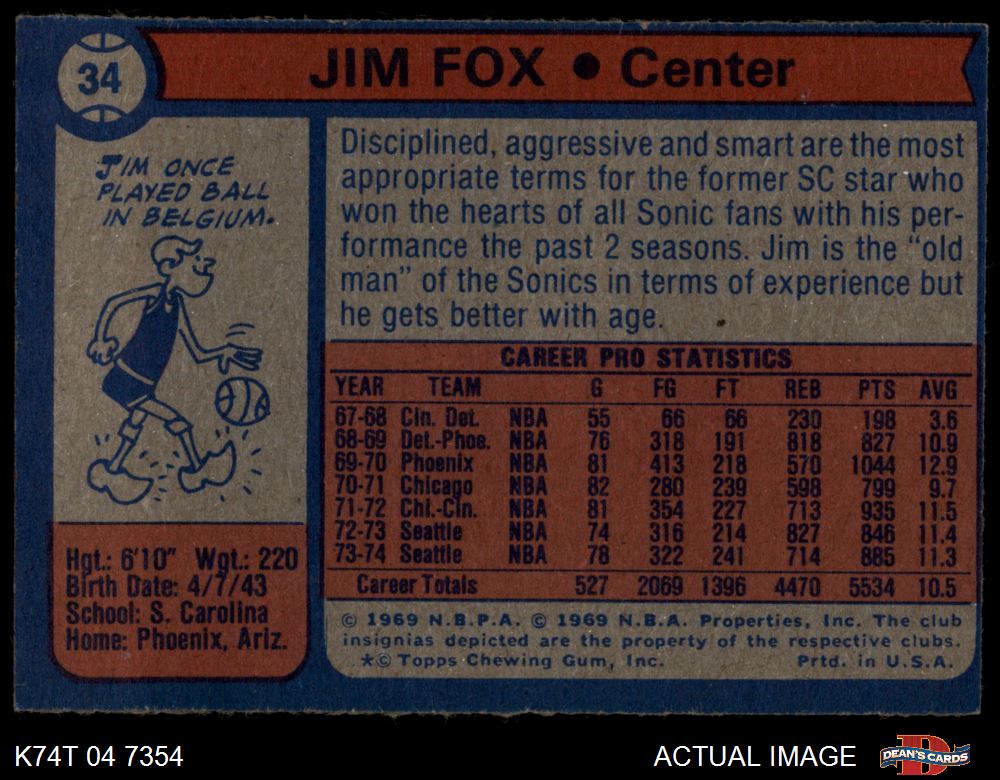 34
JIM FOX • Center
JIM ONCE
PLAYED BALL
IN BELGIUM.
Hgt.: 6'10" Wgt.: 220
Birth Date: 4/7/43
School: S. Carolina
Home: Phoenix, Ariz.
Disciplined, aggressive and smart are the most
appropriate terms for the former SC star who
won the hearts of all Sonic fans with his per-
formance the past 2 seasons. Jim is the "old
man" of the Sonics in terms of experience but
he gets better with age.
CAREER PRO STATISTICS
YEAR TEAM G FG FT REB PTS AVG
67-68 Cin. Det. NBA 55 66 66 230 198 3.6
68-69 Det.-Phoe. NBA 76 318 191 818 827 10.9
69-70 Phoenix NBA 81 413 218 570 1044 12.9
70-71 Chicago NBA 82 280 239 598 799 9.7
71-72 Chi.-Cin. NBA 81 354 227 713 935 11.5
72-73 Seattle NBA 74 316 214 827 846 11.4
73-74 Seattle NBA 78 322 241 714 885 11.3
Career Totals 527 2069 1396 4470 5534 10.5
© 1969 N.B.P.A. © 1969 N.B.A. Properties, Inc. The club
insignias depicted are the property of the respective clubs.
*© Topps Chewing Gum, Inc. Prtd. in U.S.A.
K74T 04 7354
ACTUAL IMAGE
D
DEAN'S CARDS